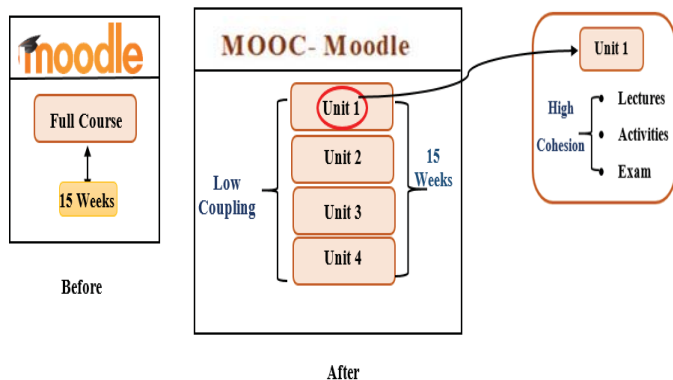 moodle
Full Course
15 Weeks
Before
MOOC- Moodle
Unit 1
Unit 2
Unit 3
Unit 4
Low
Coupling
15
Weeks
After
Unit 1
High
Cohesion
Lectures
Activities
Exam